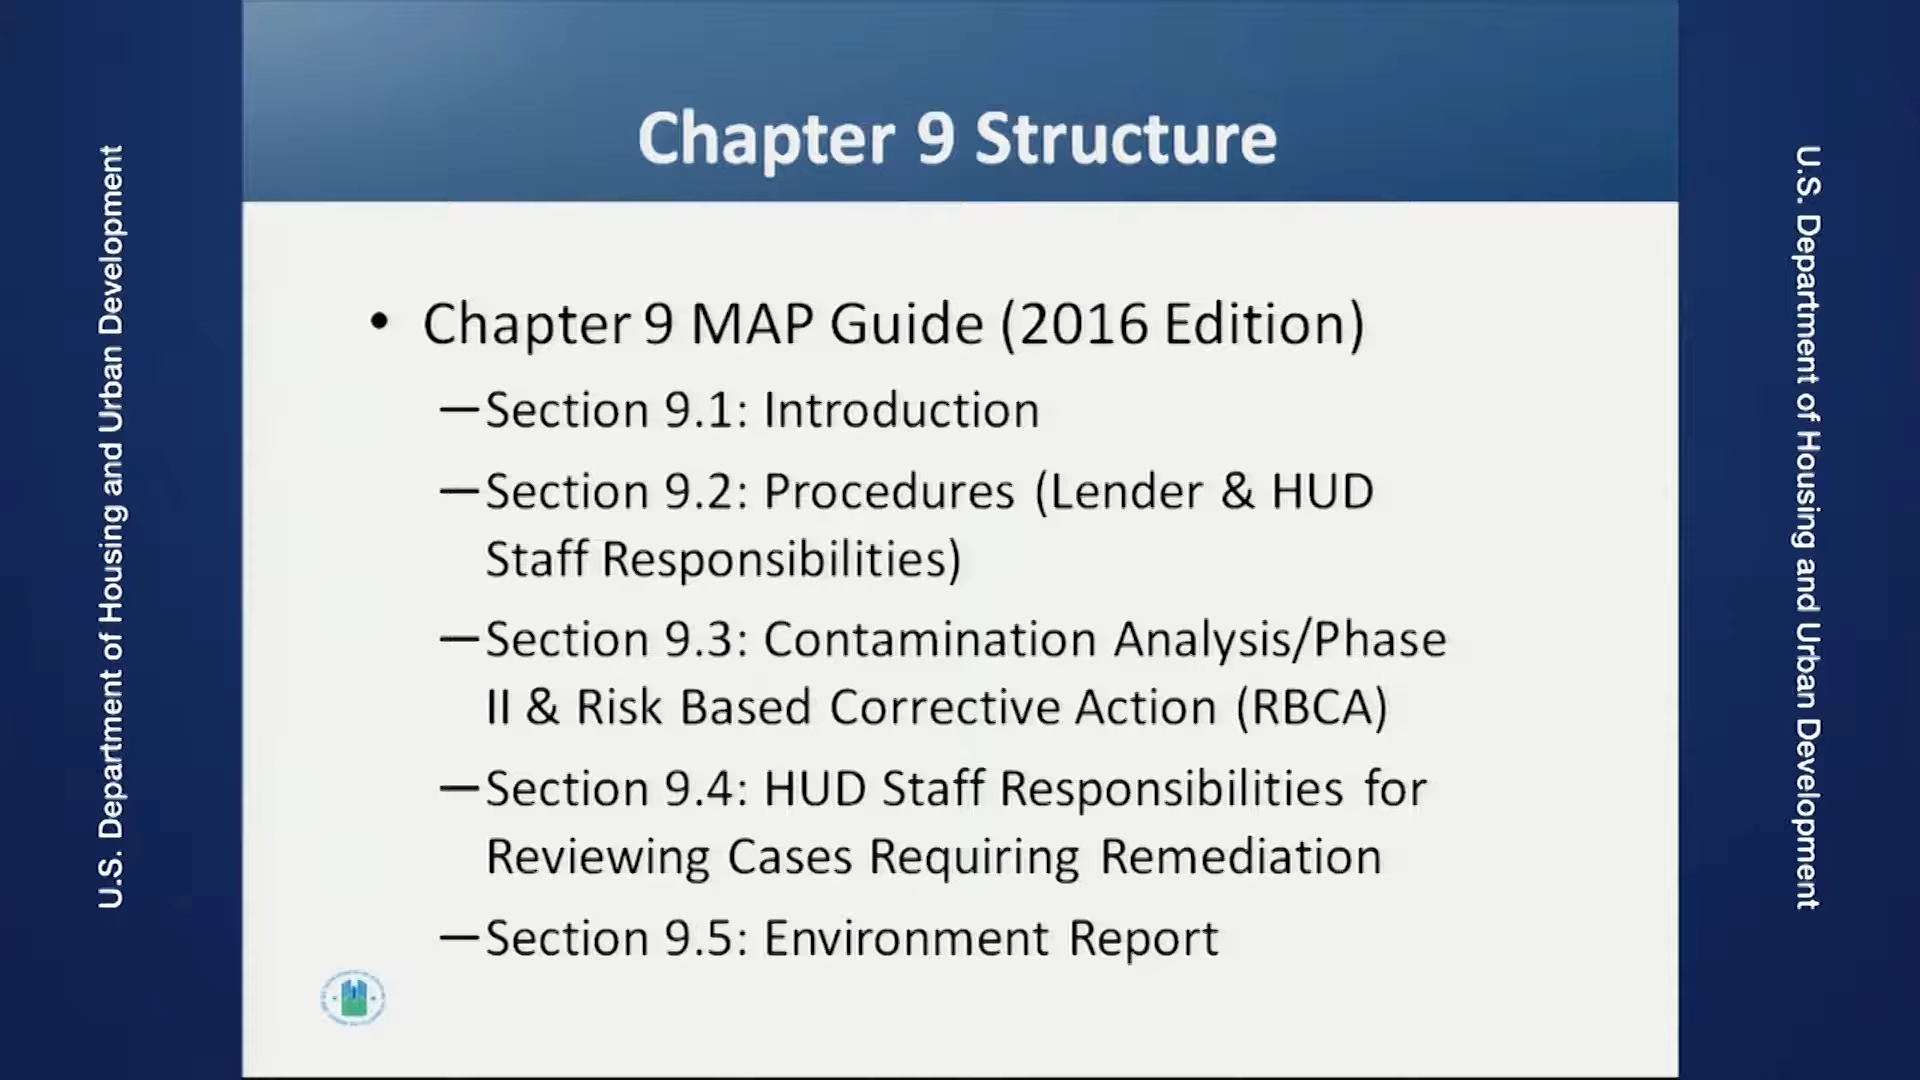 Chapter 9 Structure
U.S. Department of Housing and Urban Development
• Chapter 9 MAP Guide (2016 Edition)
—Section 9.1: Introduction
—Section 9.2: Procedures (Lender & HUD
Staff Responsibilities)
—Section 9.3: Contamination Analysis/Phase
II & Risk Based Corrective Action (RBCA)
—Section 9.4: HUD Staff Responsibilities for
Reviewing Cases Requiring Remediation
—Section 9.5: Environment Report
U.S. Department of Housing and Urban Development